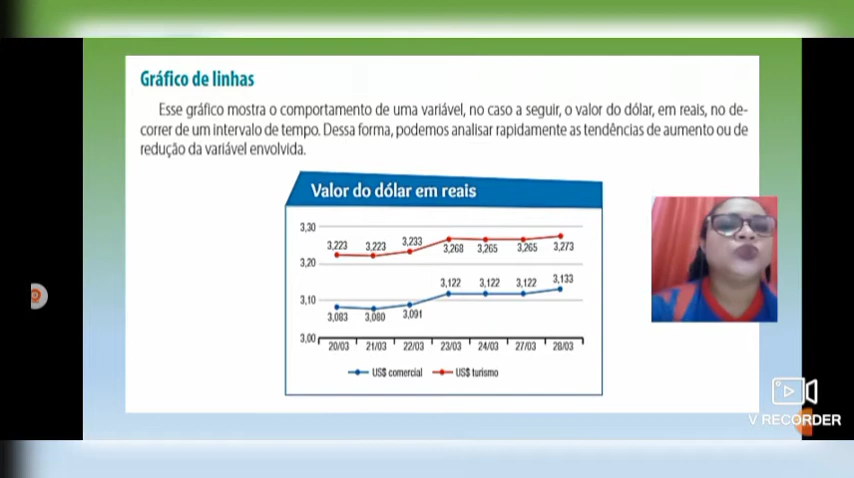 Gráfico de linhas
Esse gráfico mostra o comportamento de uma variável, no caso a seguir, o valor do dólar, em reais, no de-
correr de um intervalo de tempo. Dessa forma, podemos analisar rapidamente as tendências de aumento ou de
redução da variável envolvida.
Valor do dólar em reais
3,30
3,223 3,223 3,233 3,268 3,265 3,265 3,273
3,20
3,122 3,122 3,122 3,133
3,10
3,083 3,080 3,091
3,00
20/03 21/03 22/03 23/03 24/03 27/03 28/03
US$ comercial US$ turismo
V RECORDER